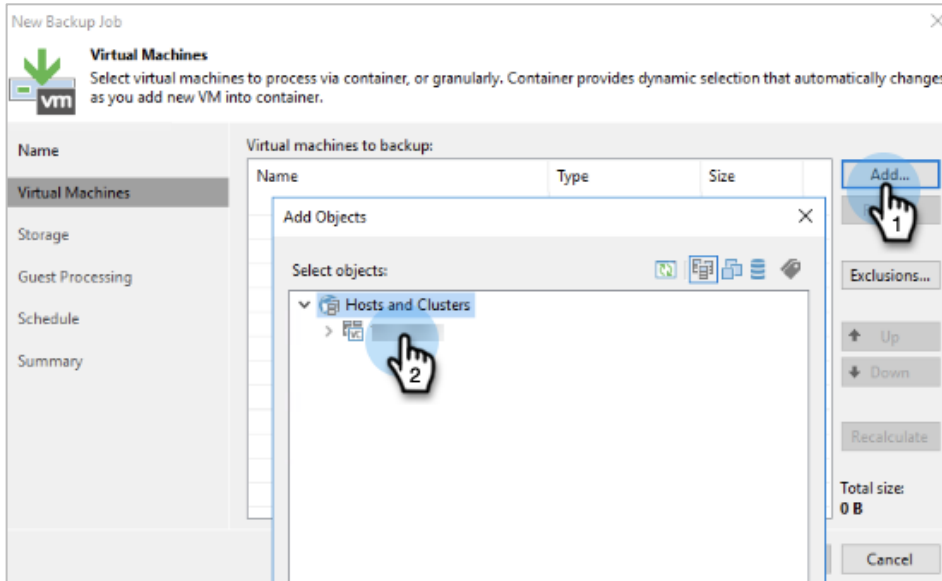 New Backup Job
Virtual Machines
Select virtual machines to process via container, or granularly. Container provides dynamic selection that automatically changes
as you add new VM into container.
vm
Name
Virtual Machines
Storage
Guest Processing
Schedule
Summary
Virtual machines to backup:
Name Type Size
Add...
1
Add Objects
Select objects:
Hosts and Clusters
VC
2
Exclusions...
Up
Down
Recalculate
Total size:
0 B
Cancel